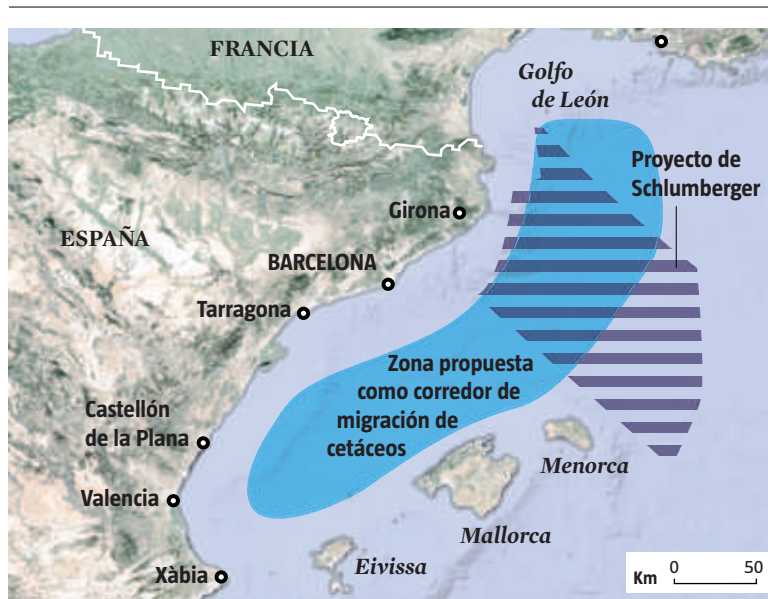 FRANCIA
Golfo
de León
Proyecto de
Schlumberger
Girona
ESPAÑA
BARCELONA
Tarragona
Zona propuesta
como corredor de
migración de
cetáceos
Castellón
de la Plana
Menorca
Valencia
Mallorca
Eivissa
Xàbia
Km 0 50